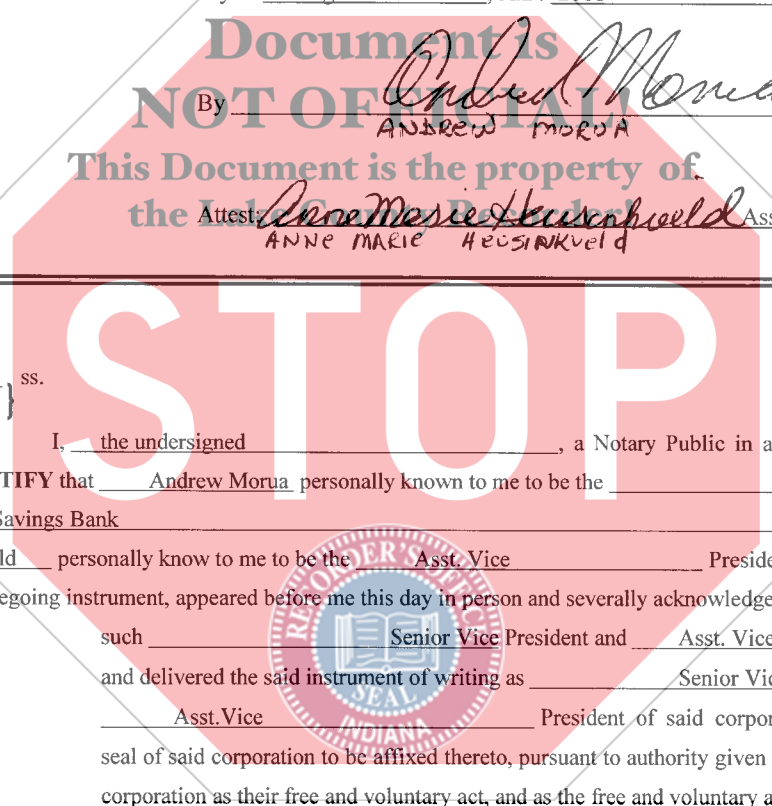 Document is
NOT OFFICIAL!
By
ANDREW MORUA
This Document is the property of
the Lake County Recorder!
Attest: Anne Marie Heusinkveld Ass
ANNE MARIE HEUSINKVELd
STOP
ss.
I, the undersigned , a Notary Public in a
TIFY that Andrew Morua personally known to me to be the
Savings Bank
ld personally know to me to be the Asst. Vice Preside
egoing instrument, appeared before me this day in person and severally acknowledge
such Senior Vice President and Asst. Vice
and delivered the said instrument of writing as Senior Vic
Asst.Vice President of said corpor
seal of said corporation to be affixed thereto, pursuant to authority given
corporation as their free and voluntary act, and as the free and voluntary a
RECORDER'S OFFICE
SEAL
INDIANA